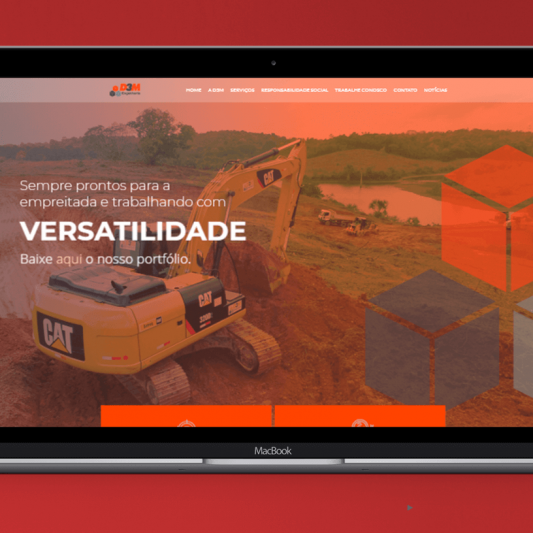 D3M
HOME A D3M SERVIÇOS RESPONSABILIDADE SOCIAL TRABALHE CONOSCO CONTATO NOTÍCIAS
Sempre prontos para a
empreitada e trabalhando com
VERSATILIDADE
Baixe aqui o nosso portfólio.
CAT
CAT
CAT
MacBook